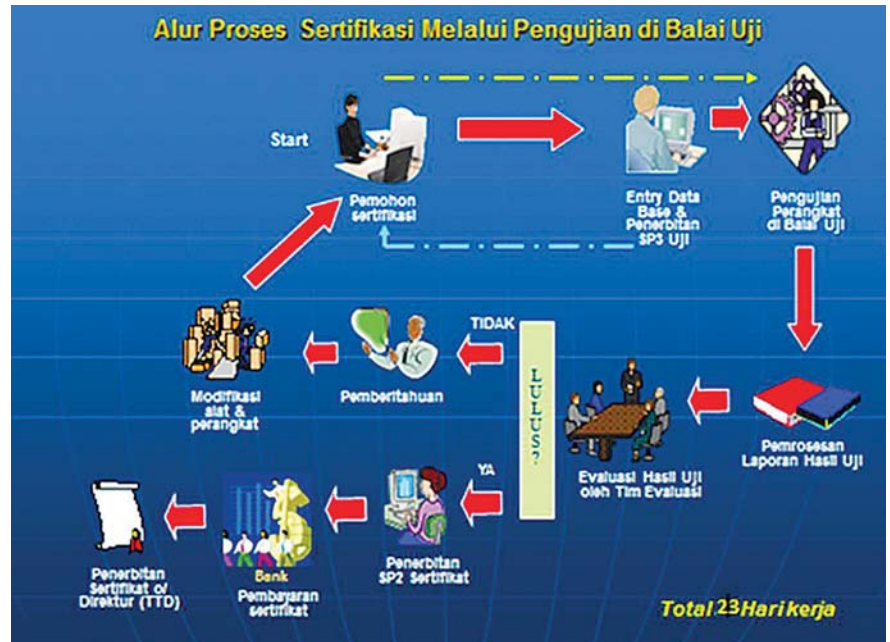 Alur Proses Sertifikasi Melalui Pengujian di Balai Uji
Start
Pemohon
sertifikasi
Entry Data
Base &
Penerbitan
SP3 Uji
Pengujian
Perangkat
di Balai Uji
TIDAK
Modifikasi
alat &
perangkat
Pemberitahuan
LULUS?
Evaluasi Hasil Uji
oleh Tim Evaluasi
Pemrosesan
Laporan Hasil Uji
YA
Penerbitan
Sertifikat o/
Direktur (TTD)
Bank
Pembayaran
sertifikat
Penerbitan
SP2 Sertifikat
Total 23 Hari kerja